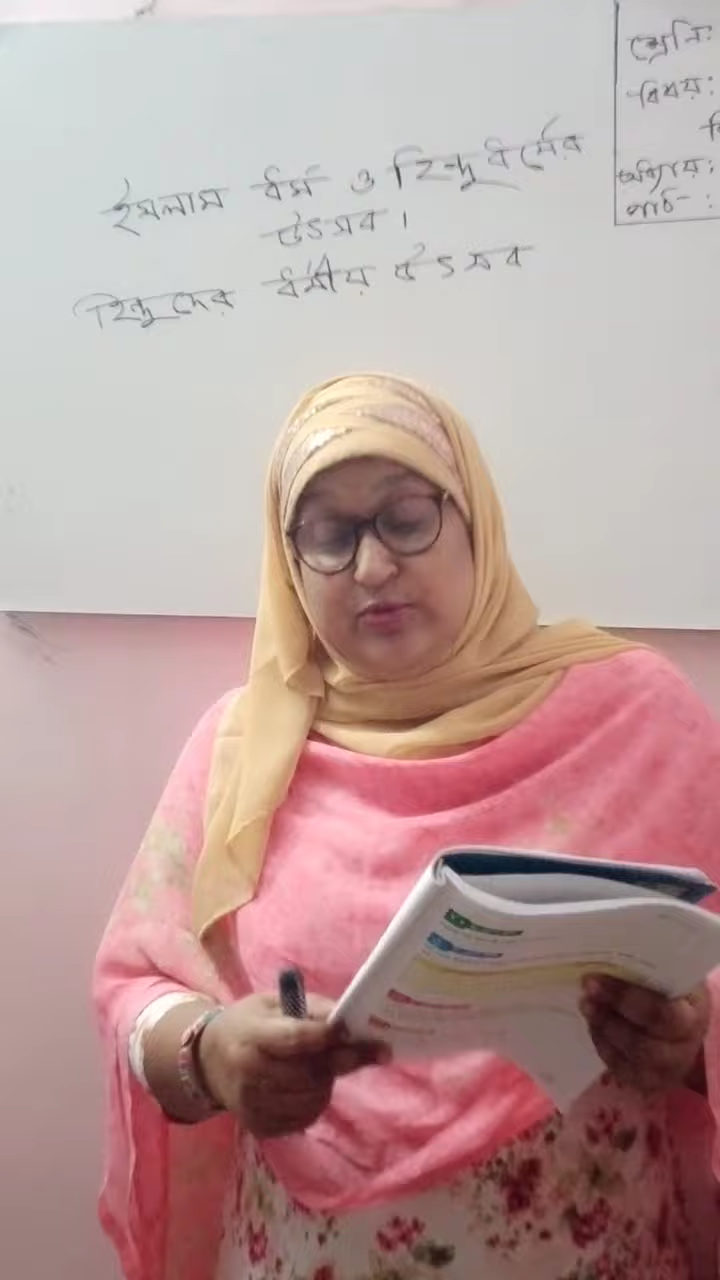 ইসলাম ধর্ম ও হিন্দু ধর্মের
উৎসব।
হিন্দুদের ধর্মীয় উৎসব
শ্রেনি:
বিষয়:
অধ্যায়:
পাঠ :